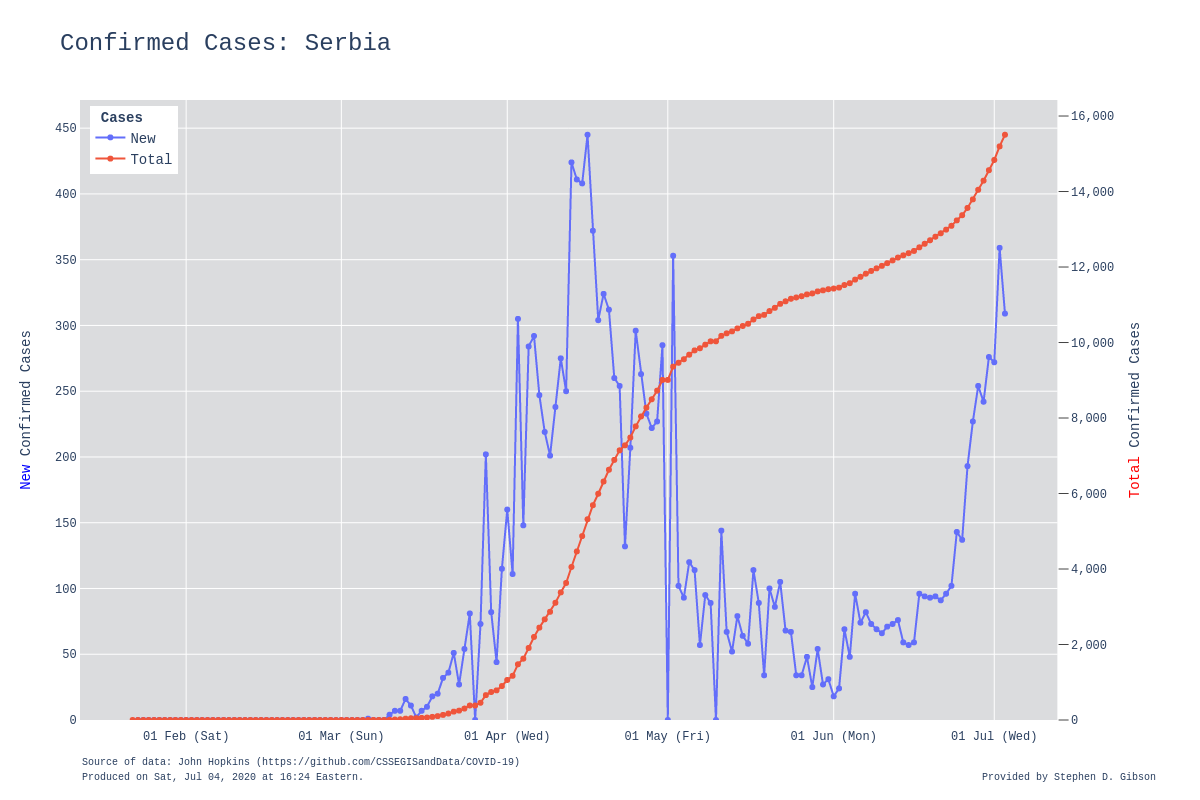 Confirmed Cases: Serbia
Cases
New
Total
450
400
350
300
250
200
150
100
50
0
16,000
14,000
12,000
10,000
8,000
6,000
4,000
2,000
0
New Confirmed Cases
Total Confirmed Cases
01 Feb (Sat)
01 Mar (Sun)
01 Apr (Wed)
01 May (Fri)
01 Jun (Mon)
01 Jul (Wed)
Source of data: John Hopkins (https://github.com/CSSEGISandData/COVID-19)
Produced on Sat, Jul 04, 2020 at 16:24 Eastern.
Provided by Stephen D. Gibson